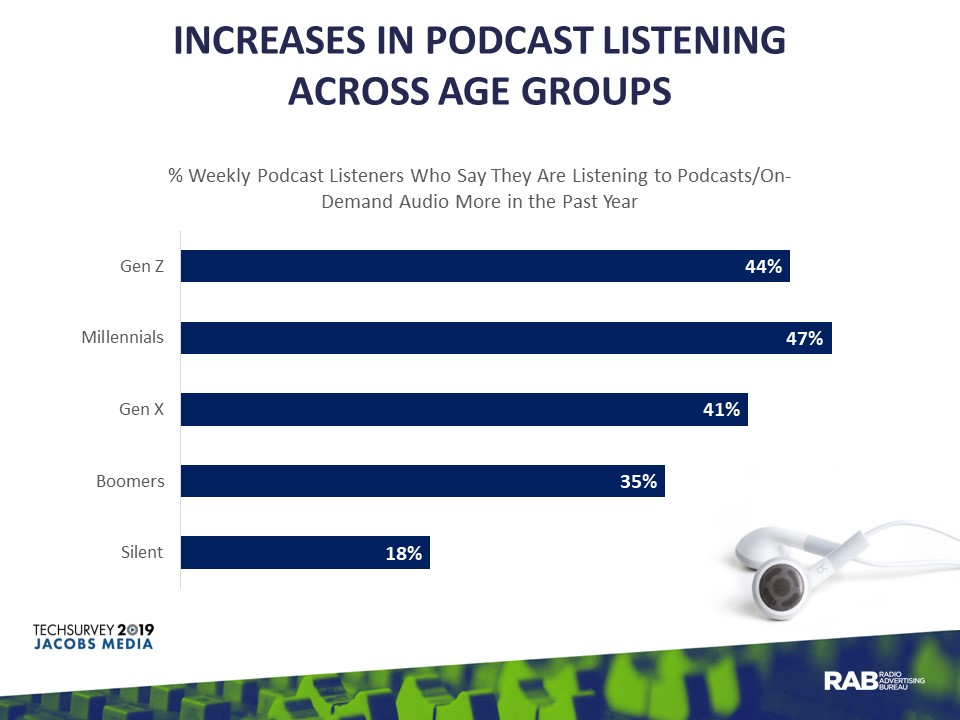 INCREASES IN PODCAST LISTENING
ACROSS AGE GROUPS
% Weekly Podcast Listeners Who Say They Are Listening to Podcasts/On-
Demand Audio More in the Past Year
Gen Z
44%
Millennials
47%
Gen X
41%
Boomers
35%
Silent
18%
TECHSURVEY 2019
JACOBS MEDIA
RAB RADIO
ADVERTISING
BUREAU